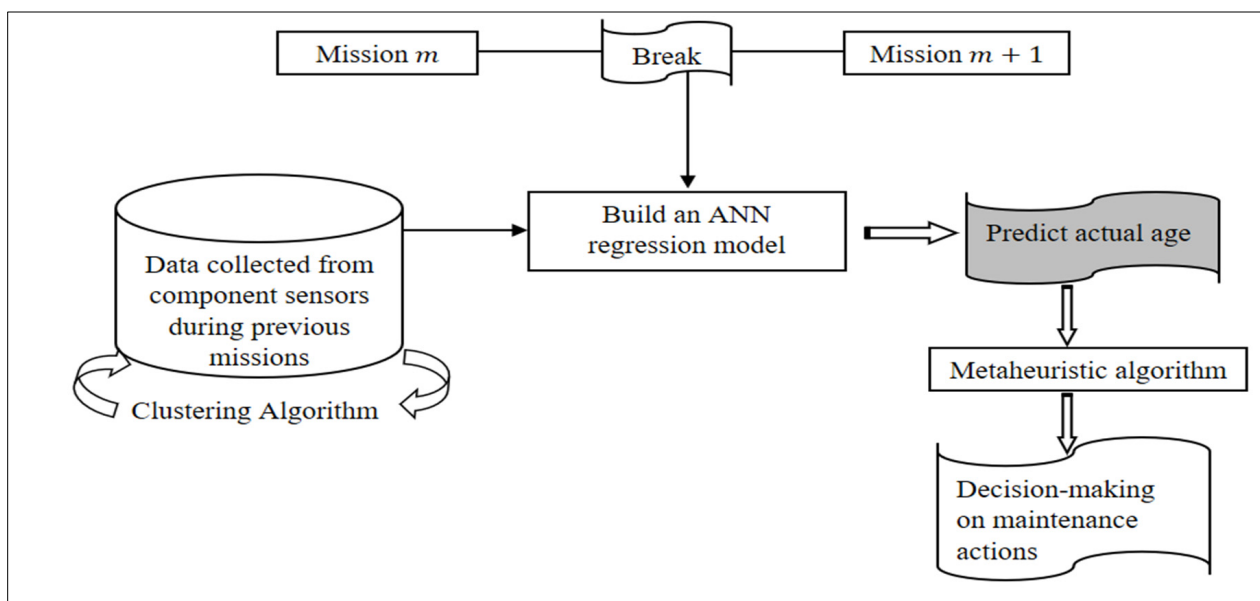 Mission m
Break
Mission m + 1
Data collected from
component sensors
during previous
missions
Clustering Algorithm
Build an ANN
regression model
Predict actual age
Metaheuristic algorithm
Decision-making
on maintenance
actions